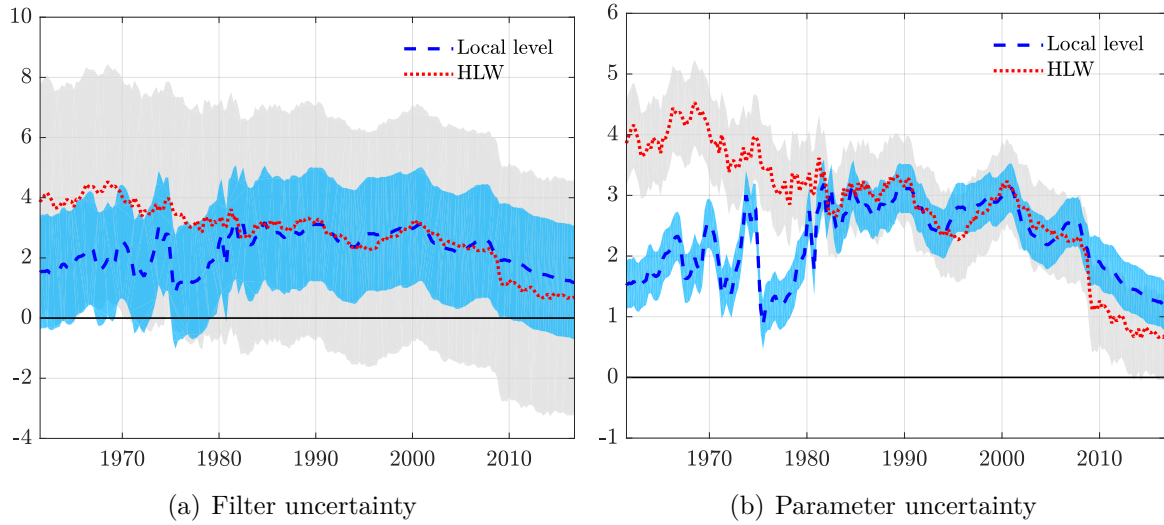 10
8
6
4
2
0
-2
-4
1970 1980 1990 2000 2010
Local level
HLW
(a) Filter uncertainty
6
5
4
3
2
1
0
-1
1970 1980 1990 2000 2010
Local level
HLW
(b) Parameter uncertainty